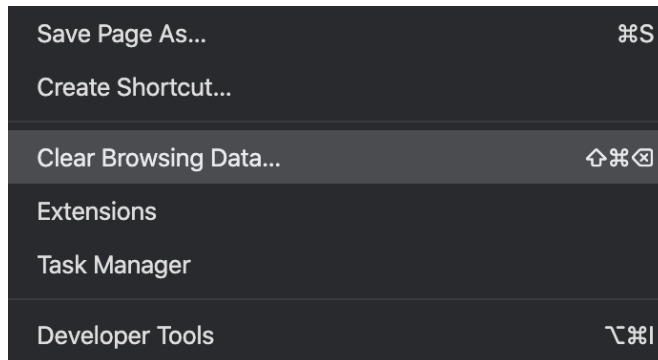 Save Page As... ⌘S
Create Shortcut...
Clear Browsing Data... ⇧⌘⌫
Extensions
Task Manager
Developer Tools ⌥⌘I